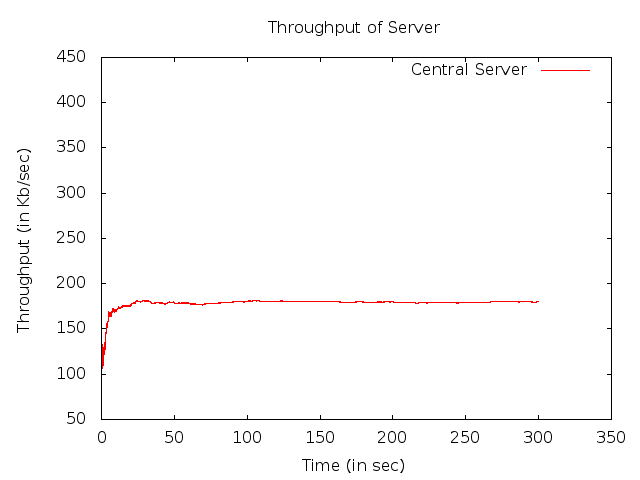 Throughput of Server
Central Server
450
400
350
300
250
200
150
100
50
Throughput (in Kb/sec)
0 50 100 150 200 250 300 350
Time (in sec)